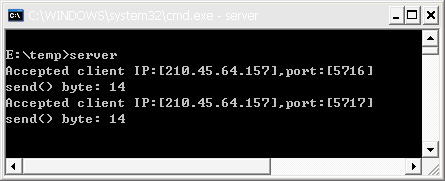 C:\WINDOWS\system32\cmd.exe - server
E:\temp>server
Accepted client IP:[210.45.64.157],port:[5716]
send() byte: 14
Accepted client IP:[210.45.64.157],port:[5717]
send() byte: 14